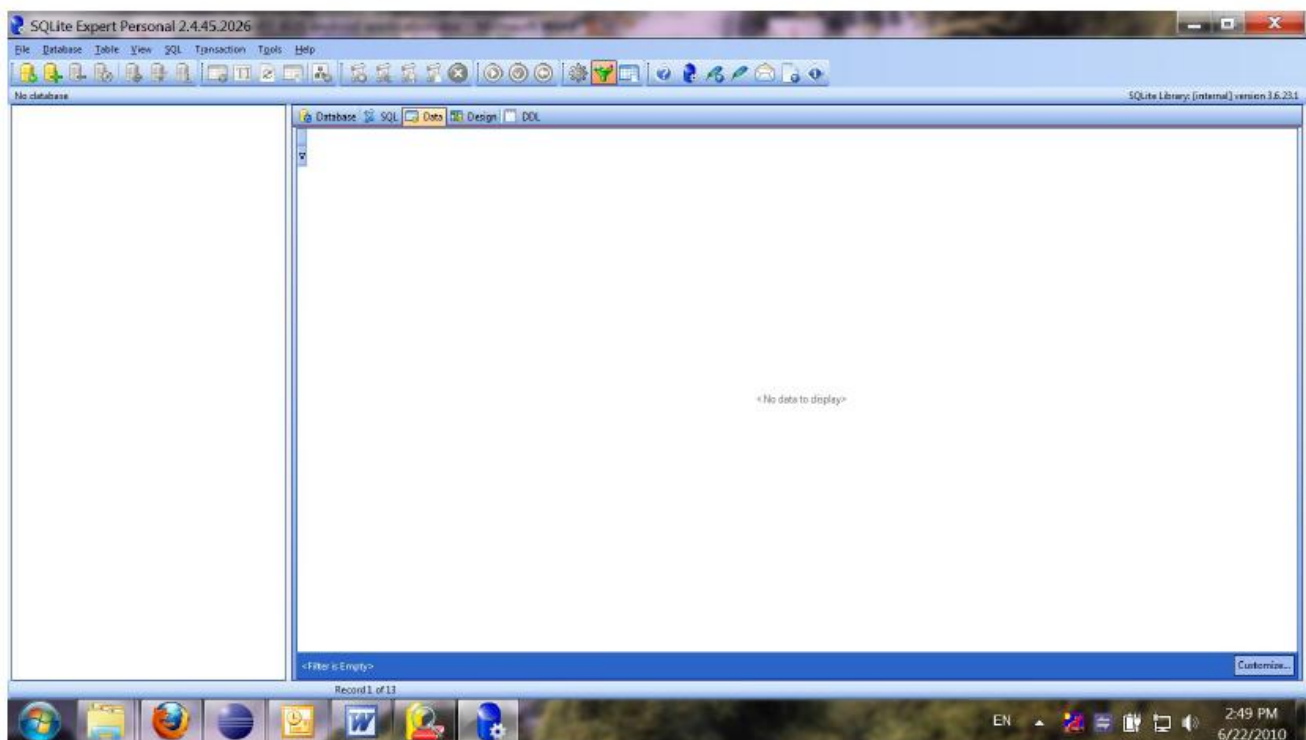 SQLite Expert Personal 2.4.45.2026
File Database Table View SQL Transaction Tools Help
No database
SQLite Library: [internal] version 3.6.23.1
Database SQL Data Design DDL
<No data to display>
<Filter is Empty>
Customize...
Record 1 of 13
EN
2:49 PM
6/22/2010